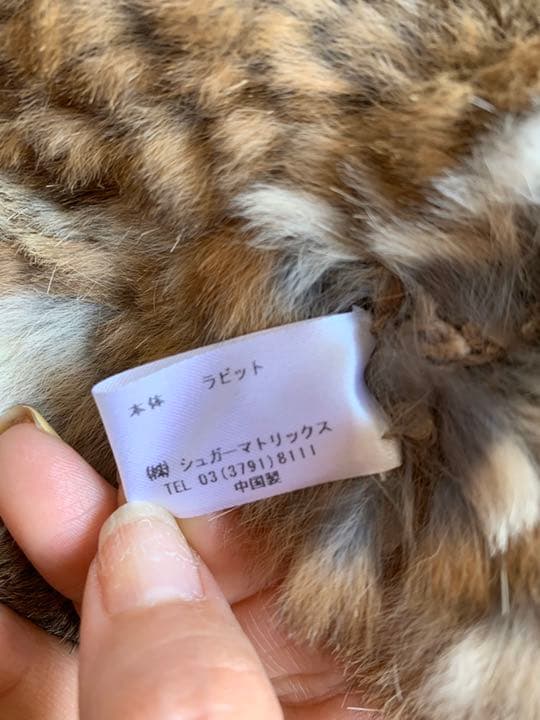 本体 ラビット
(株) シュガーマトリックス
TEL 03(3791)8111
中国製